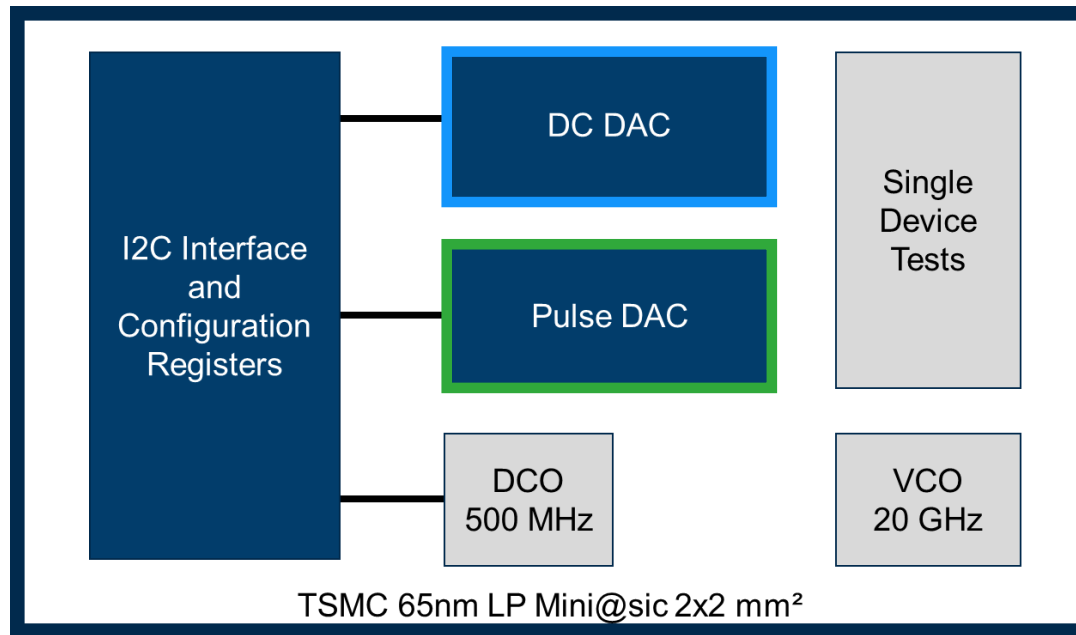 I2C Interface
and
Configuration
Registers
DC DAC
Pulse DAC
DCO
500 MHz
Single
Device
Tests
VCO
20 GHz
TSMC 65nm LP Mini@sic 2x2 mm²